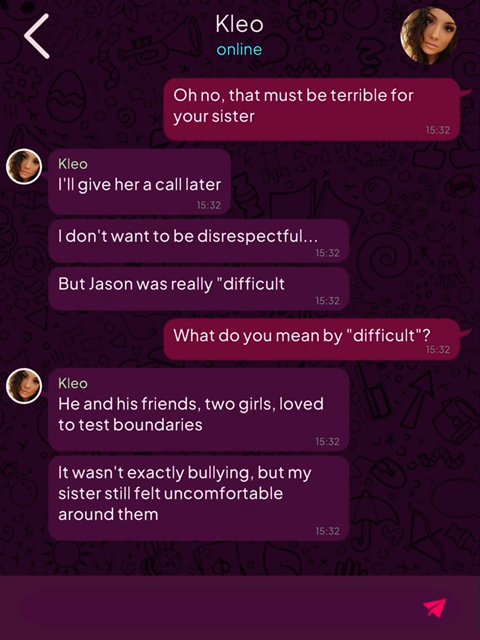 Kleo
online
Oh no, that must be terrible for
your sister
15:32
Kleo
I'll give her a call later
15:32
I don't want to be disrespectful...
15:32
But Jason was really "difficult
15:32
What do you mean by "difficult"?
15:32
Kleo
He and his friends, two girls, loved
to test boundaries
15:32
It wasn't exactly bullying, but my
sister still felt uncomfortable
around them
15:32